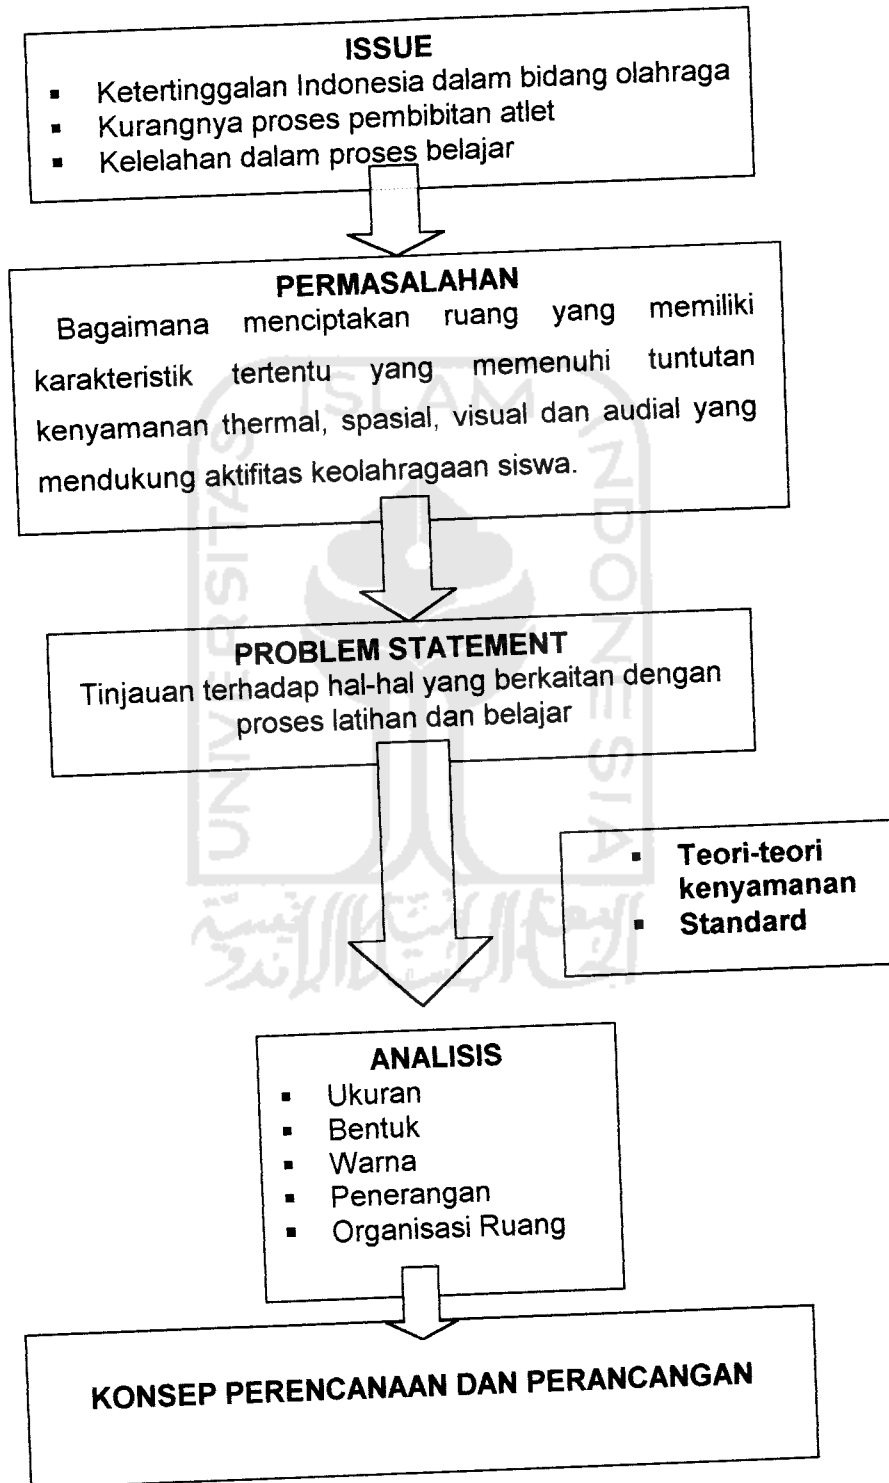 ISSUE
▪ Ketertinggalan Indonesia dalam bidang olahraga
▪ Kurangnya proses pembibitan atlet
▪ Kelelahan dalam proses belajar
PERMASALAHAN
Bagaimana menciptakan ruang yang memiliki
karakteristik tertentu yang memenuhi tuntutan
kenyamanan thermal, spasial, visual dan audial yang
mendukung aktifitas keolahragaan siswa.
PROBLEM STATEMENT
Tinjauan terhadap hal-hal yang berkaitan dengan
proses latihan dan belajar
▪ Teori-teori
kenyamanan
▪ Standard
ANALISIS
▪ Ukuran
▪ Bentuk
▪ Warna
▪ Penerangan
▪ Organisasi Ruang
KONSEP PERENCANAAN DAN PERANCANGAN
UNIVERSITAS
ISLAM
INDONESIA